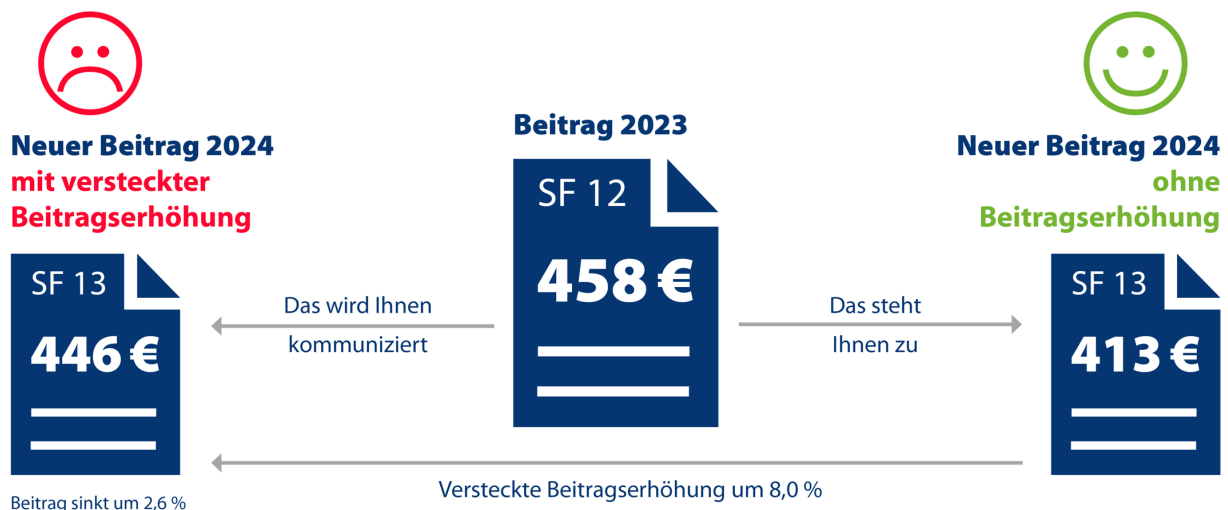 Neuer Beitrag 2024
mit versteckter
Beitragserhöhung
SF 13
446 €
Beitrag sinkt um 2,6 %
Das wird Ihnen
kommuniziert
Beitrag 2023
SF 12
458 €
Das steht
Ihnen zu
Neuer Beitrag 2024
ohne
Beitragserhöhung
SF 13
413 €
Versteckte Beitragserhöhung um 8,0 %